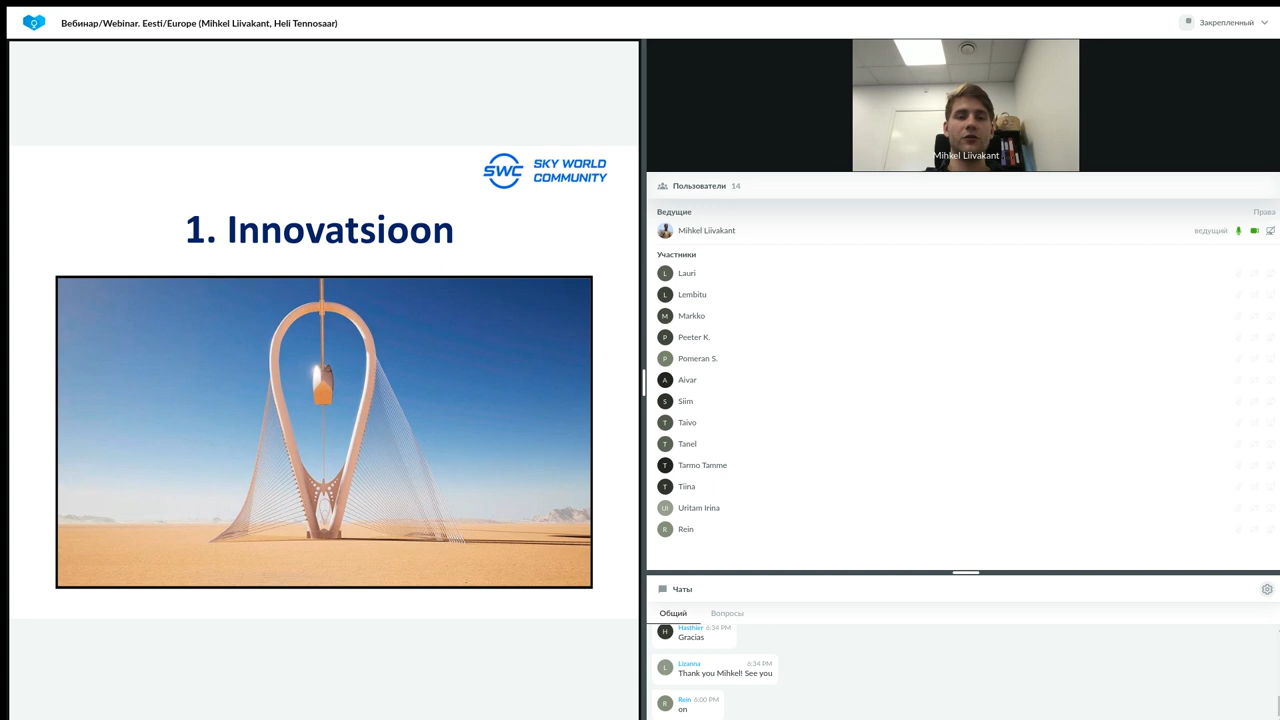 Вебинар/Webinar. Eesti/Europe (Mihkel Liivakant, Heli Tennosaar)
Закрепленный
SWC
SKY WORLD
COMMUNITY
1. Innovatsioon
Mihkel Liivakant
Пользователи 14
Ведущие
Права
Mihkel Liivakant
ведущий
Участники
L Lauri
L Lembitu
M Markko
P Peeter K.
P Pomeran S.
A Aivar
S Siim
T Taivo
T Tanel
T Tarmo Tamme
T Tiina
UI Uritam Irina
R Rein
Чаты
Общий
Вопросы
H Hasthier 6:34 PM
Gracias
L Lizanna 6:34 PM
Thank you Mihkel! See you
R Rein 6:00 PM
on